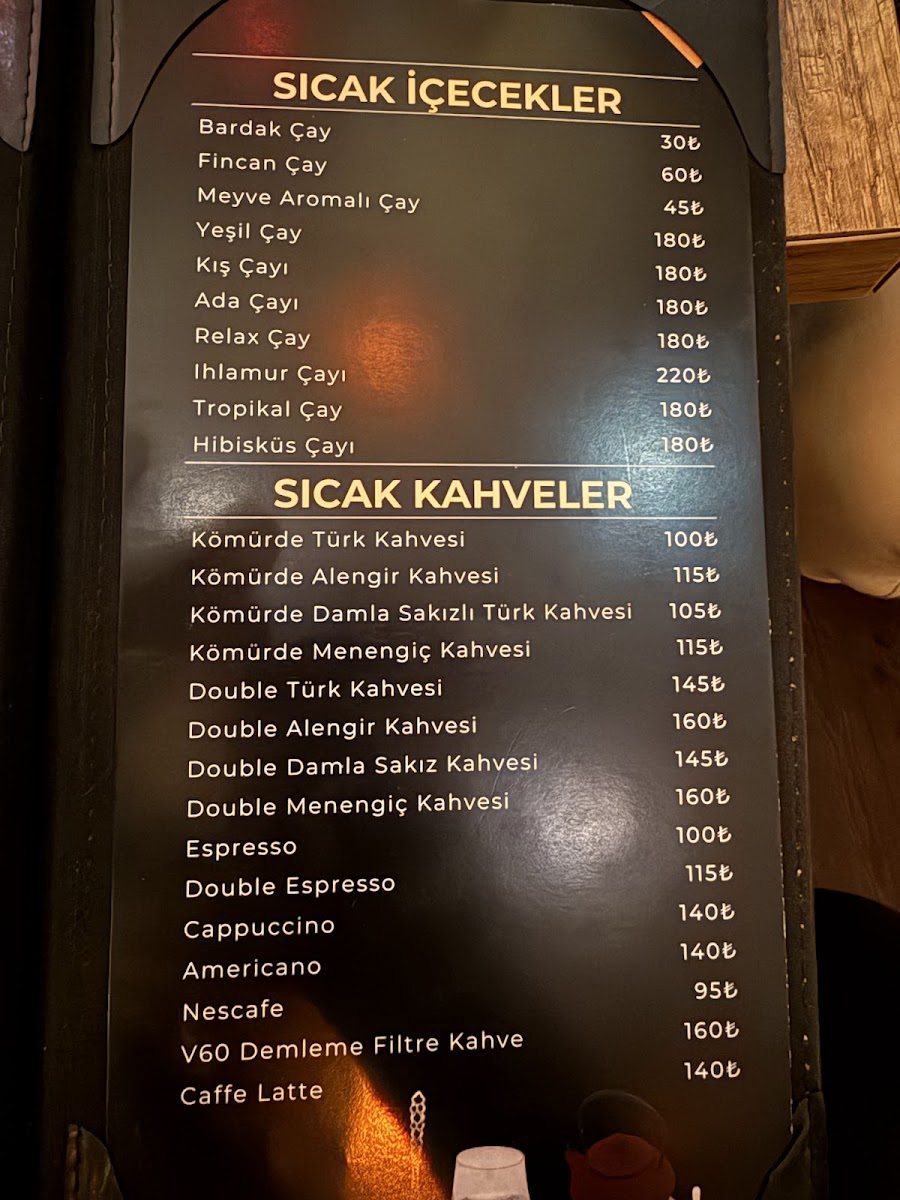 SICAK İÇECEKLER
Bardak Çay 30₺
Fincan Çay 60₺
Meyve Aromalı Çay 45₺
Yeşil Çay 180₺
Kış Çayı 180₺
Ada Çayı 180₺
Relax Çay 180₺
Ihlamur Çayı 220₺
Tropikal Çay 180₺
Hibisküs Çayı 180₺
SICAK KAHVELER
Kömürde Türk Kahvesi 100₺
Kömürde Alengir Kahvesi 115₺
Kömürde Damla Sakızlı Türk Kahvesi 105₺
Kömürde Menengiç Kahvesi 115₺
Double Türk Kahvesi 145₺
Double Alengir Kahvesi 160₺
Double Damla Sakız Kahvesi 145₺
Double Menengiç Kahvesi 160₺
Espresso 100₺
Double Espresso 115₺
Cappuccino 140₺
Americano 140₺
Nescafe 95₺
V60 Demleme Filtre Kahve 160₺
Caffe Latte 140₺